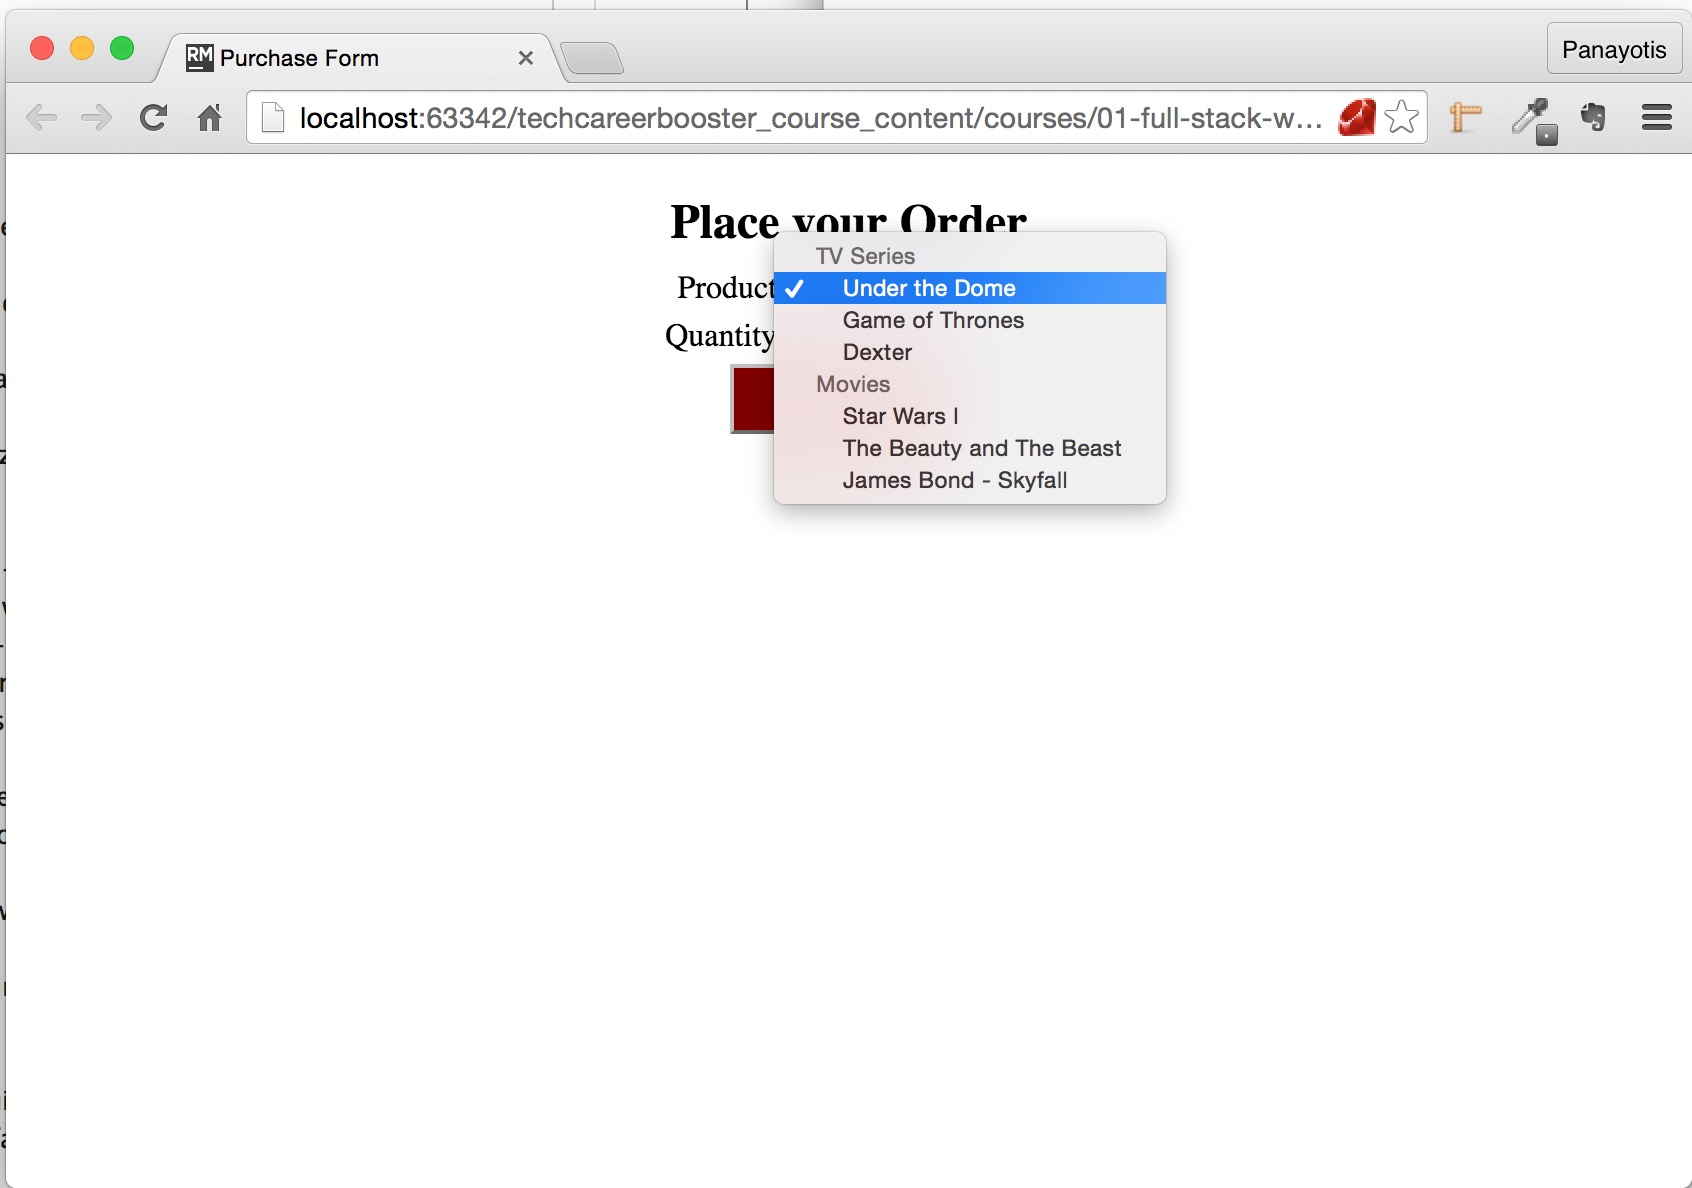 RM Purchase Form
Panayotis
localhost:63342/techcareerbooster_course_content/courses/01-full-stack-w...
Place your Order
TV Series
Product
Under the Dome
Game of Thrones
Quantity
Dexter
Movies
Star Wars I
The Beauty and The Beast
James Bond - Skyfall